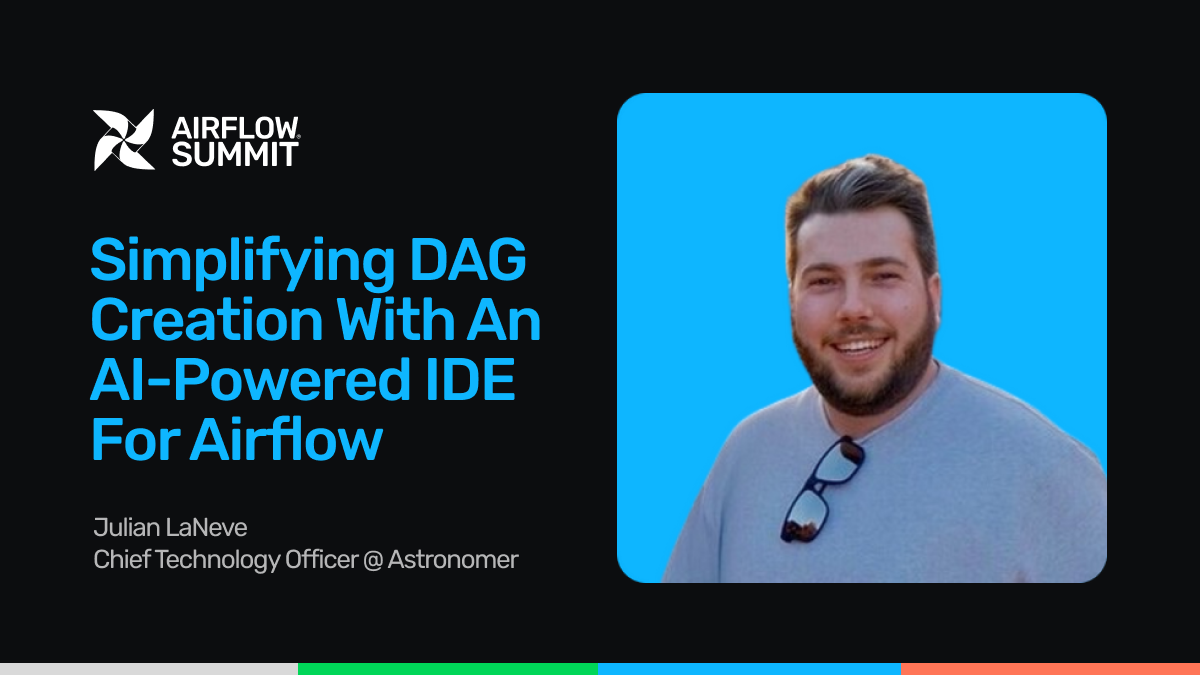 AIRFLOW
SUMMIT
Simplifying DAG
Creation With An
AI-Powered IDE
For Airflow
Julian LaNeve
Chief Technology Officer @ Astronomer